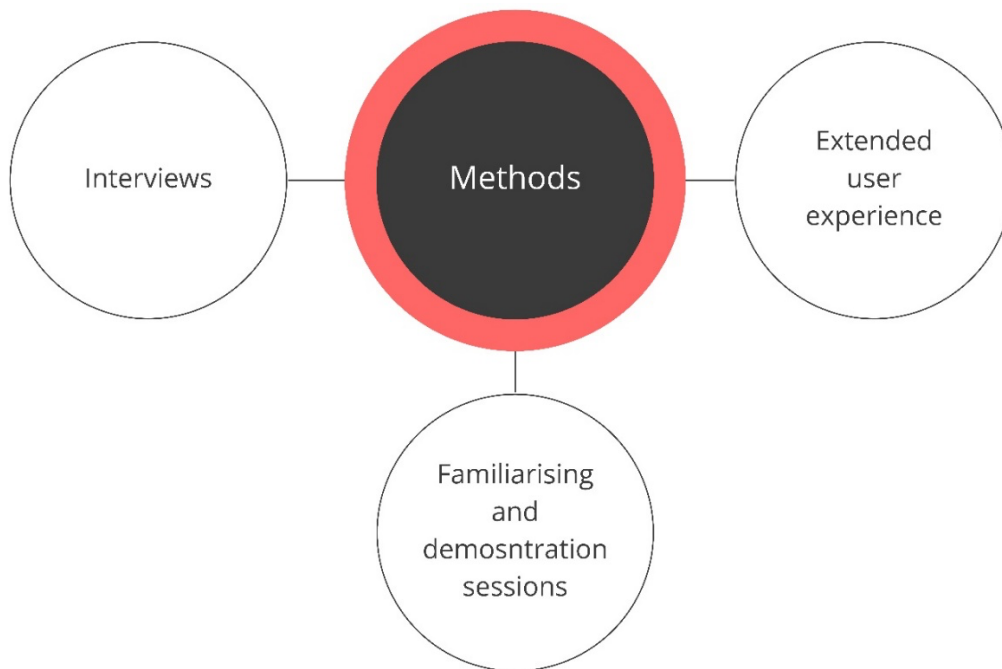 Interviews
Methods
Extended
user
experience
Familiarising
and
demosntration
sessions